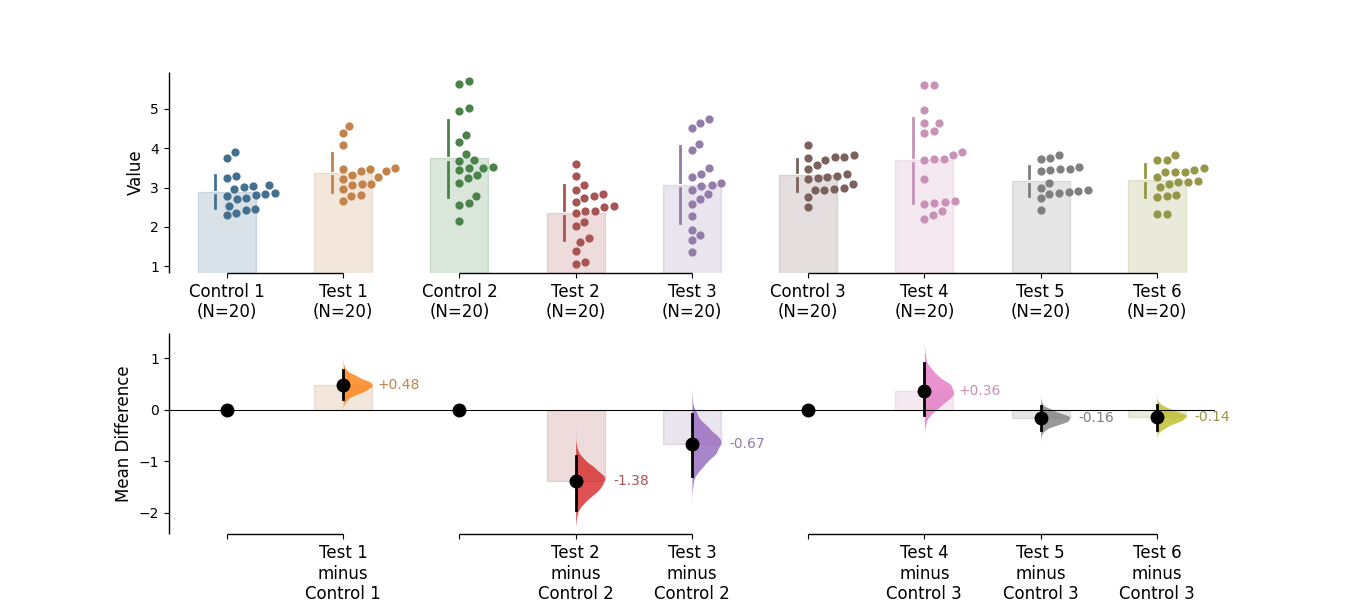 Value
5
4
3
2
1
Control 1 Test 1 Control 2 Test 2 Test 3 Control 3 Test 4 Test 5 Test 6
(N=20) (N=20) (N=20) (N=20) (N=20) (N=20) (N=20) (N=20) (N=20)
Mean Difference
1
0
−1
−2
+0.48
-1.38
-0.67
+0.36
-0.16
-0.14
Test 1 Test 2 Test 3 Test 4 Test 5 Test 6
minus minus minus minus minus minus
Control 1 Control 2 Control 2 Control 3 Control 3 Control 3